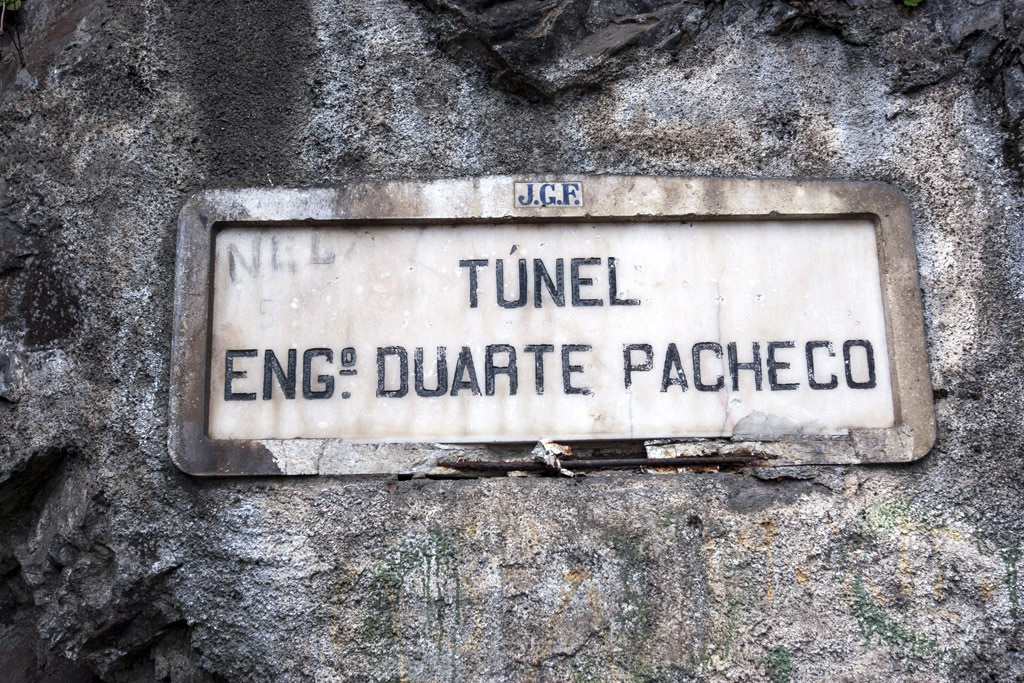 J.G.F.
TÚNEL
ENGº DUARTE PACHECO